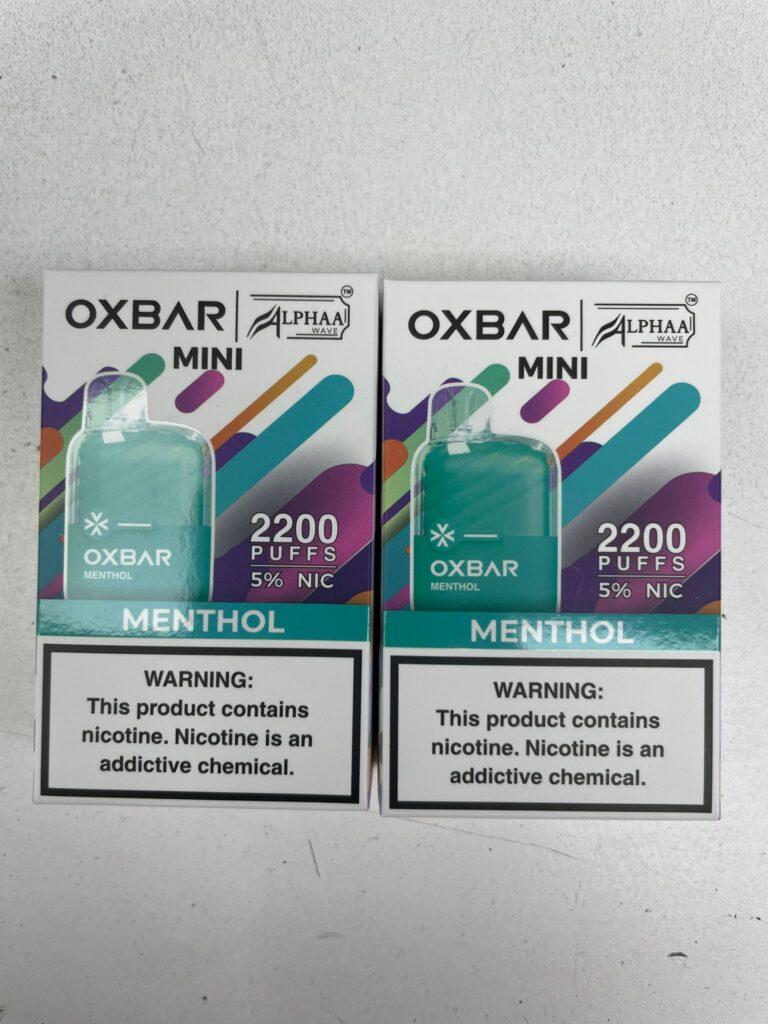 OXBAR
ALPHAA
WAVE
TM
MINI
OXBAR
MENTHOL
2200
PUFFS
5% NIC
MENTHOL
WARNING:
This product contains
nicotine. Nicotine is an
addictive chemical.
OXBAR
ALPHAA
WAVE
TM
MINI
OXBAR
MENTHOL
2200
PUFFS
5% NIC
MENTHOL
WARNING:
This product contains
nicotine. Nicotine is an
addictive chemical.